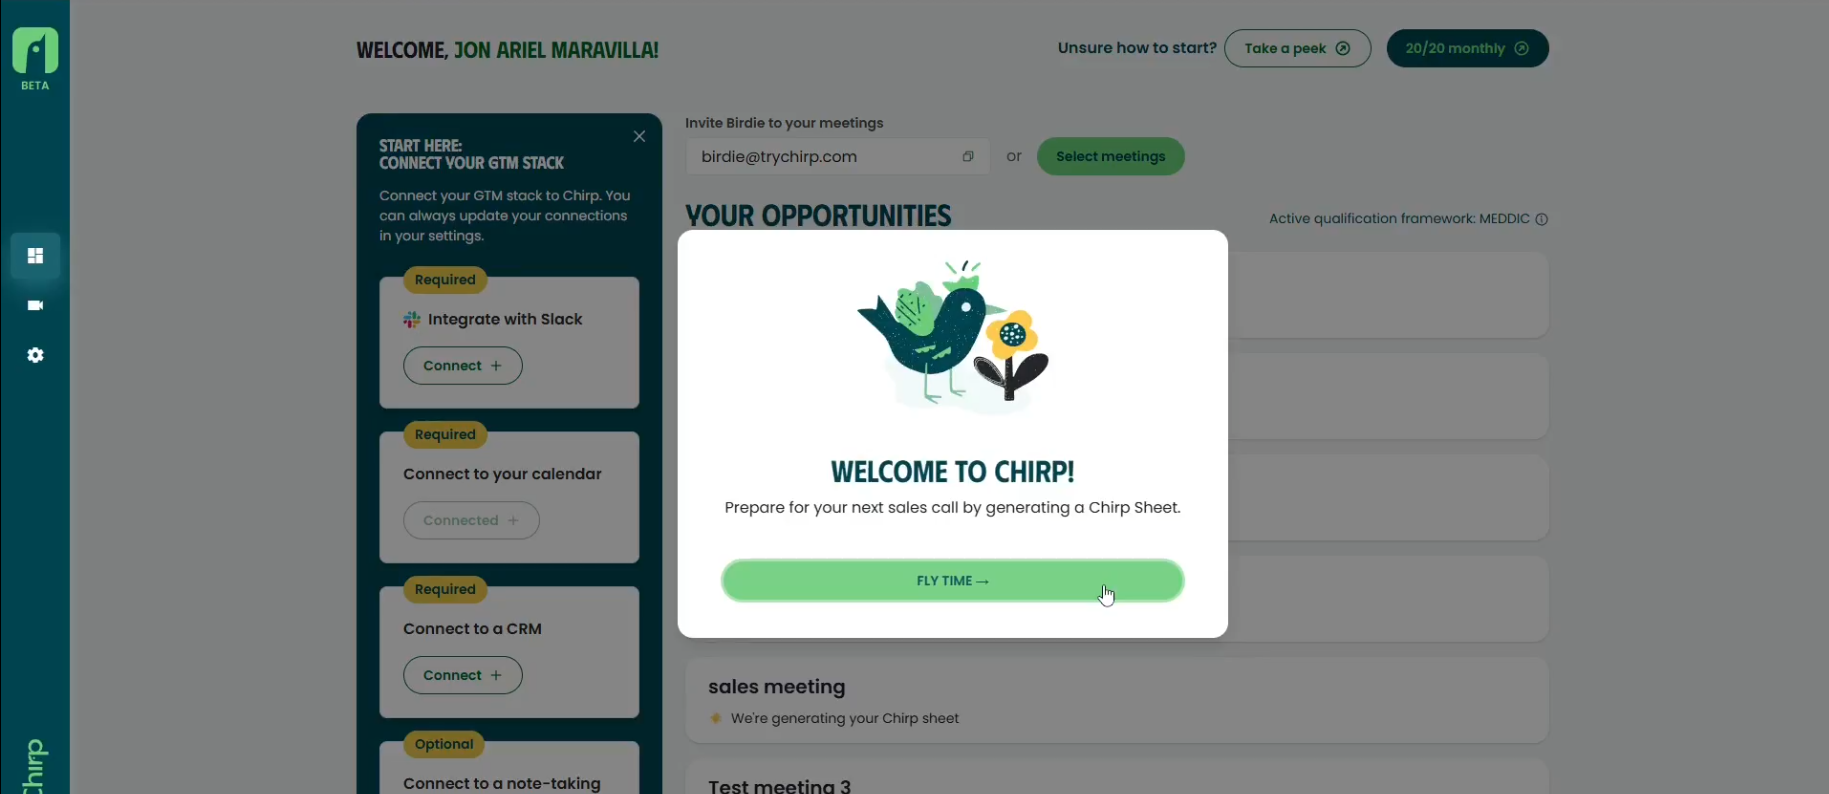 BETA
Chirp
WELCOME, JON ARIEL MARAVILLA!
Unsure how to start?
Take a peek
20/20 monthly
START HERE:
CONNECT YOUR GTM STACK
Connect your GTM stack to Chirp. You
can always update your connections
in your settings.
Required
Integrate with Slack
Connect +
Required
Connect to your calendar
Connected +
Required
Connect to a CRM
Connect +
Optional
Connect to a note-taking
Invite Birdie to your meetings
birdie@trychirp.com
or
Select meetings
YOUR OPPORTUNITIES
Active qualification framework: MEDDIC
WELCOME TO CHIRP!
Prepare for your next sales call by generating a Chirp Sheet.
FLY TIME →
sales meeting
We're generating your Chirp sheet
Test meeting 3